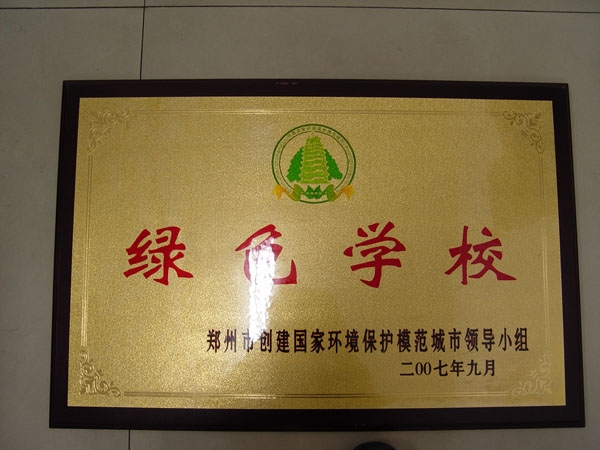 绿色学校
郑州市创建国家环境保护模范城市领导小组
二00七年九月